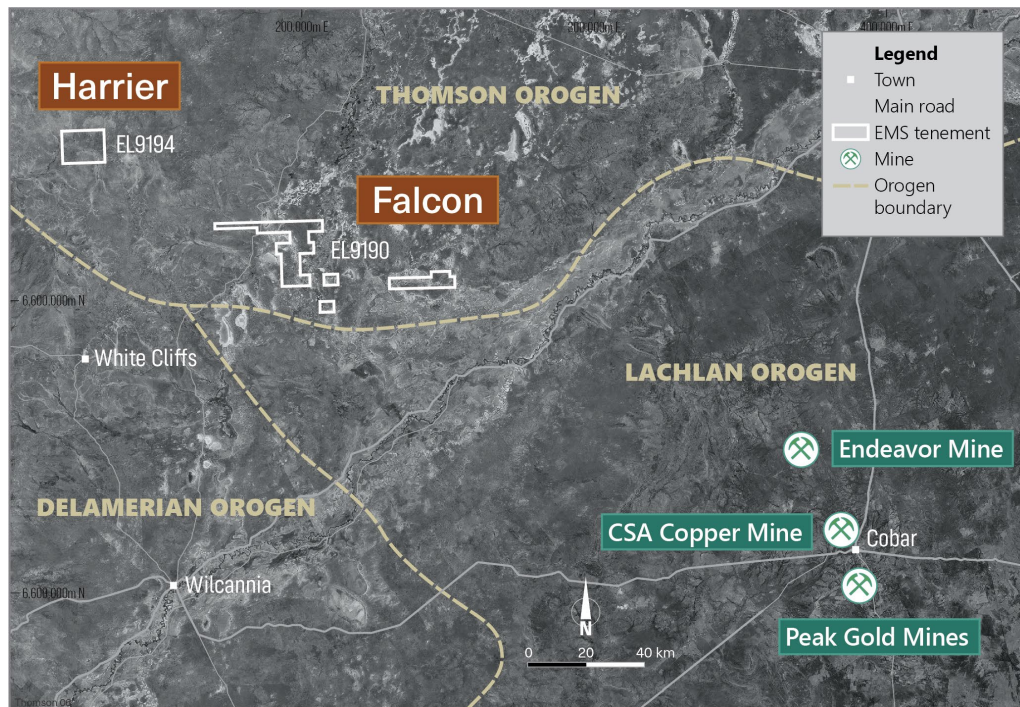 200,000m E
300,000m E
400,000m E
Legend
Town
Main road
EMS tenement
Mine
Orogen
boundary
Harrier
EL9194
THOMSON OROGEN
Falcon
EL9190
6,600,000m N
White Cliffs
LACHLAN OROGEN
Endeavor Mine
DELAMERIAN OROGEN
CSA Copper Mine
Cobar
Wilcannia
6,600,000m N
Peak Gold Mines
N
0 20 40 km